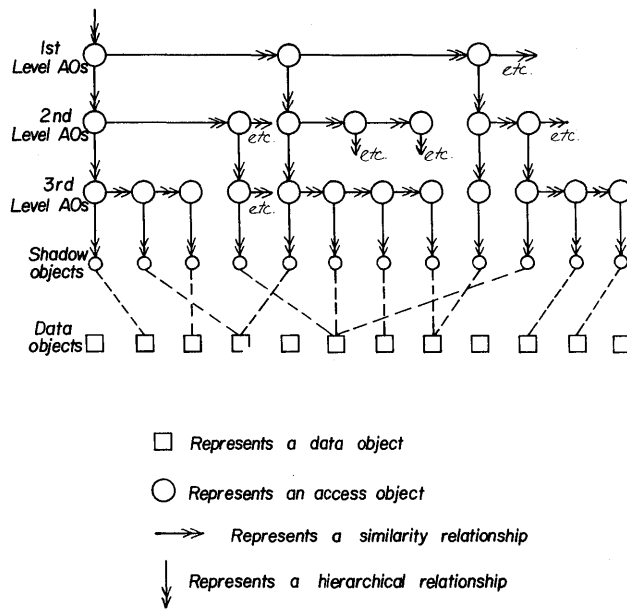 1st
Level AOs
etc.
2nd
Level AOs
etc.
etc.
etc.
etc.
3rd
Level AOs
etc.
Shadow
objects
Data
objects
Represents a data object
Represents an access object
Represents a similarity relationship
Represents a hierarchical relationship